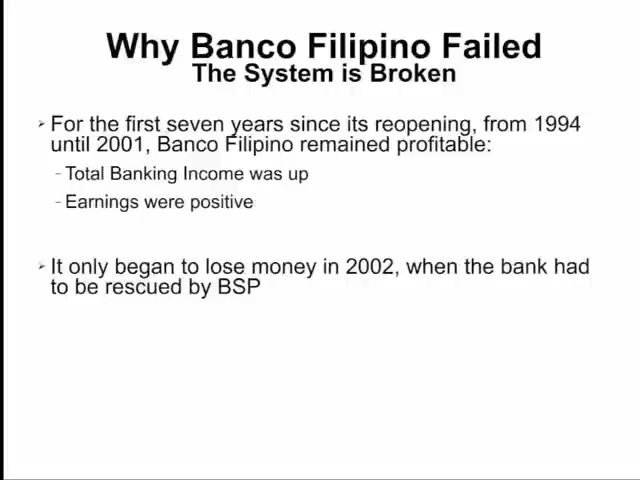 Why Banco Filipino Failed
The System is Broken
➢ For the first seven years since its reopening, from 1994
until 2001, Banco Filipino remained profitable:
- Total Banking Income was up
- Earnings were positive
➢ It only began to lose money in 2002, when the bank had
to be rescued by BSP